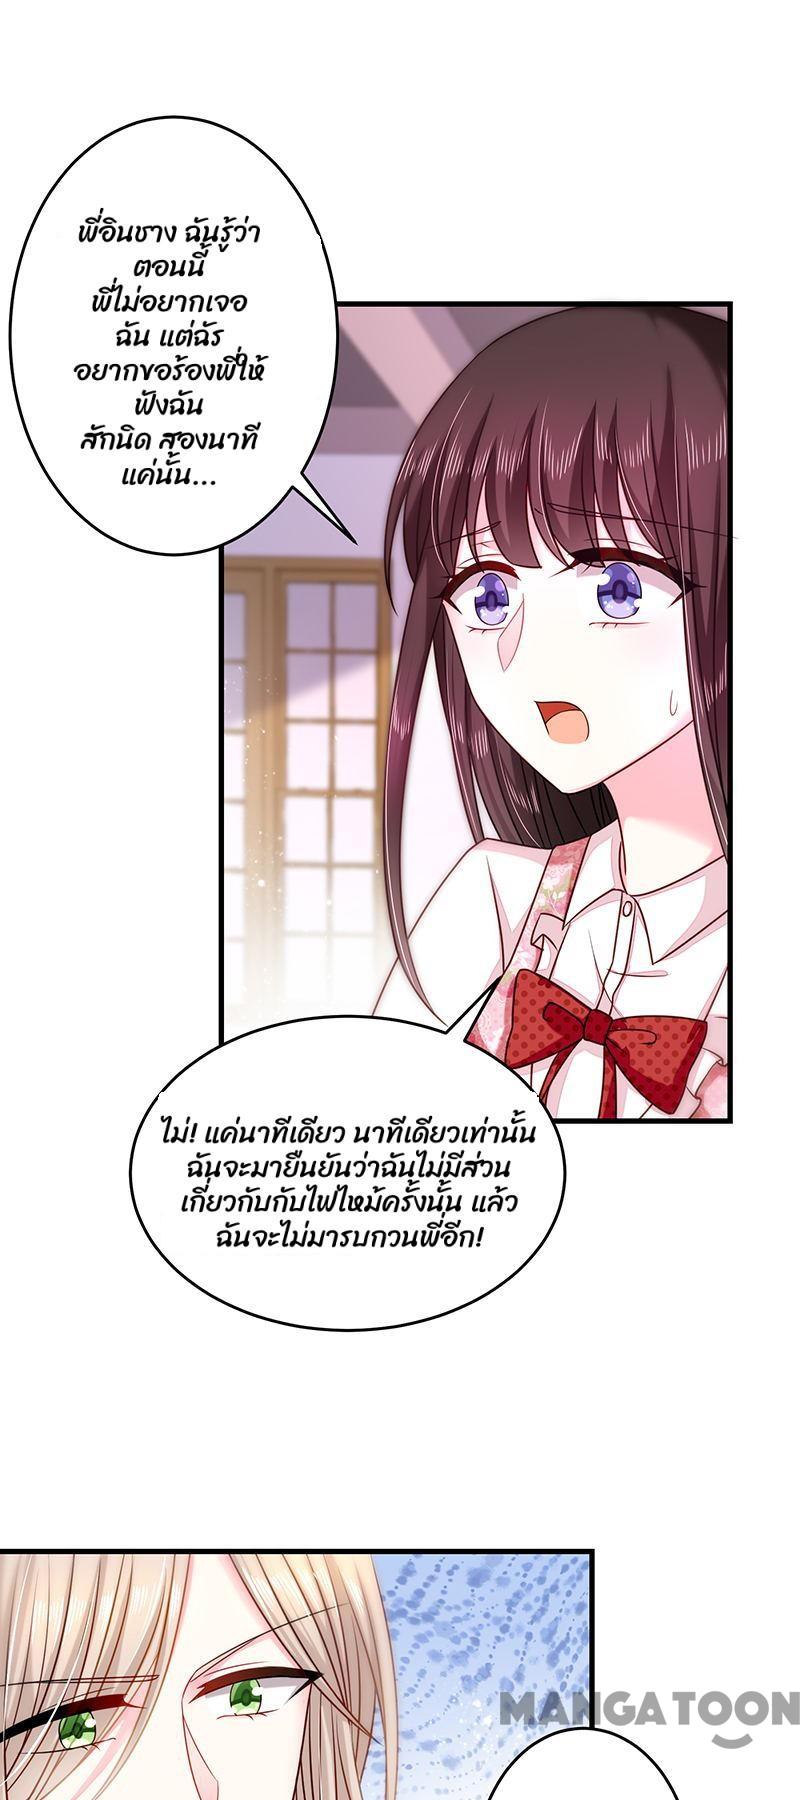 พี่อินชาง ฉันรู้ว่า
ตอนนี้
พี่ไม่อยากเจอ
ฉัน แต่ฉัร
อยากขอร้องพี่ให้
ฟังฉัน
สักนิด สองนาที
แค่นั้น...
ไม่! แค่นาทีเดียว นาทีเดียวเท่านั้น
ฉันจะมายืนยันว่าฉันไม่มีส่วน
เกี่ยวกับกับไฟไหม้ครั้งนั้น แล้ว
ฉันจะไม่มารบกวนพี่อีก!
MANGATOON